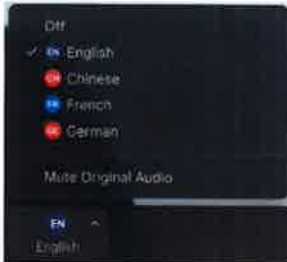 Off
✓ EN English
CH Chinese
FR French
GE German
Mute Original Audio
EN ^
English